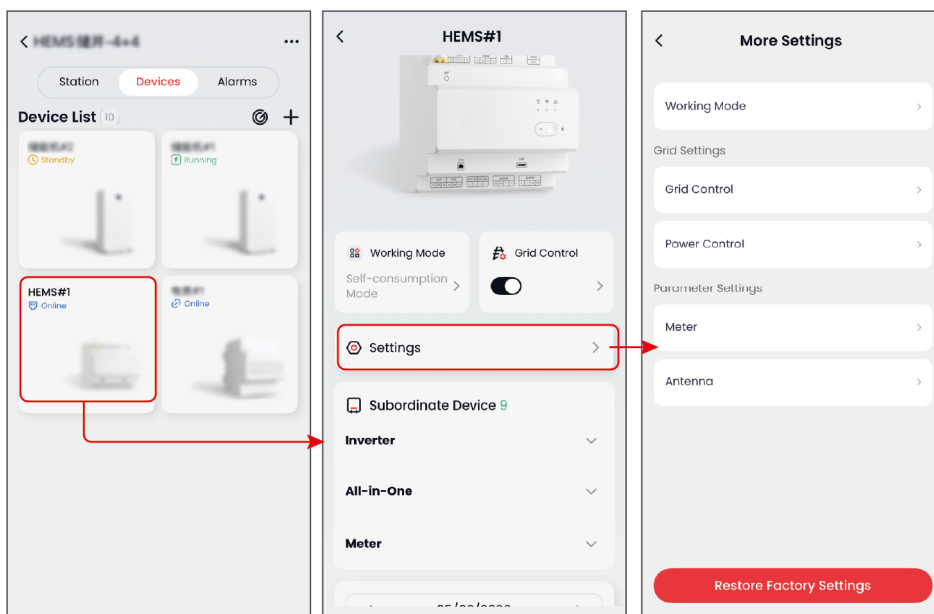 Station
Devices
Alarms
Device List 10
Standby
Running
HEMS#1
Online
Online
HEMS#1
Working Mode
Self-consumption
Mode
Grid Control
Settings
Subordinate Device 9
Inverter
All-in-One
Meter
More Settings
Working Mode
Grid Settings
Grid Control
Power Control
Parameter Settings
Meter
Antenna
Restore Factory Settings